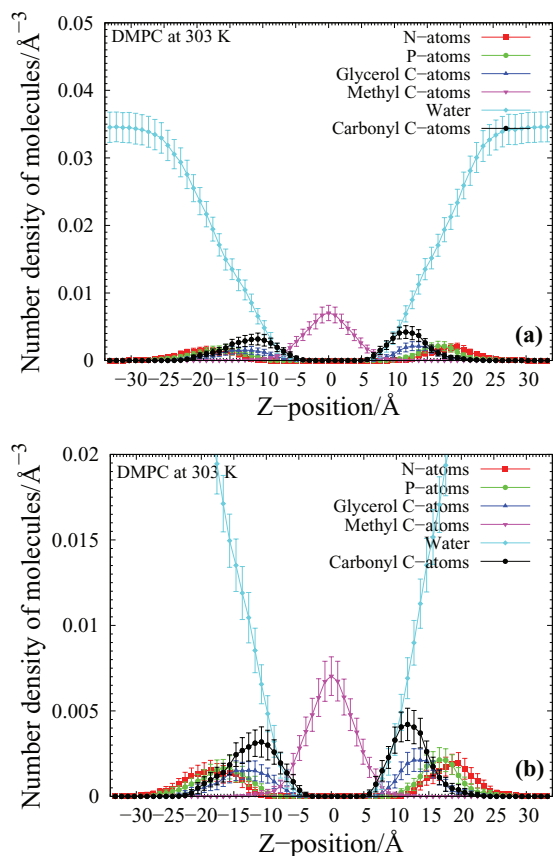 0.05
DMPC at 303 K
N−atoms
P−atoms
Glycerol C−atoms
Methyl C−atoms
Water
Carbonyl C−atoms
0.04
0.03
0.02
0.01
0
Number density of molecules/Å−3
(a)
−30−25−20−15−10 −5 0 5 10 15 20 25 30
Z−position/Å
0.02
DMPC at 303 K
N−atoms
P−atoms
Glycerol C−atoms
Methyl C−atoms
Water
Carbonyl C−atoms
0.015
0.01
0.005
0
Number density of molecules/Å−3
(b)
−30−25−20−15−10 −5 0 5 10 15 20 25 30
Z−position/Å